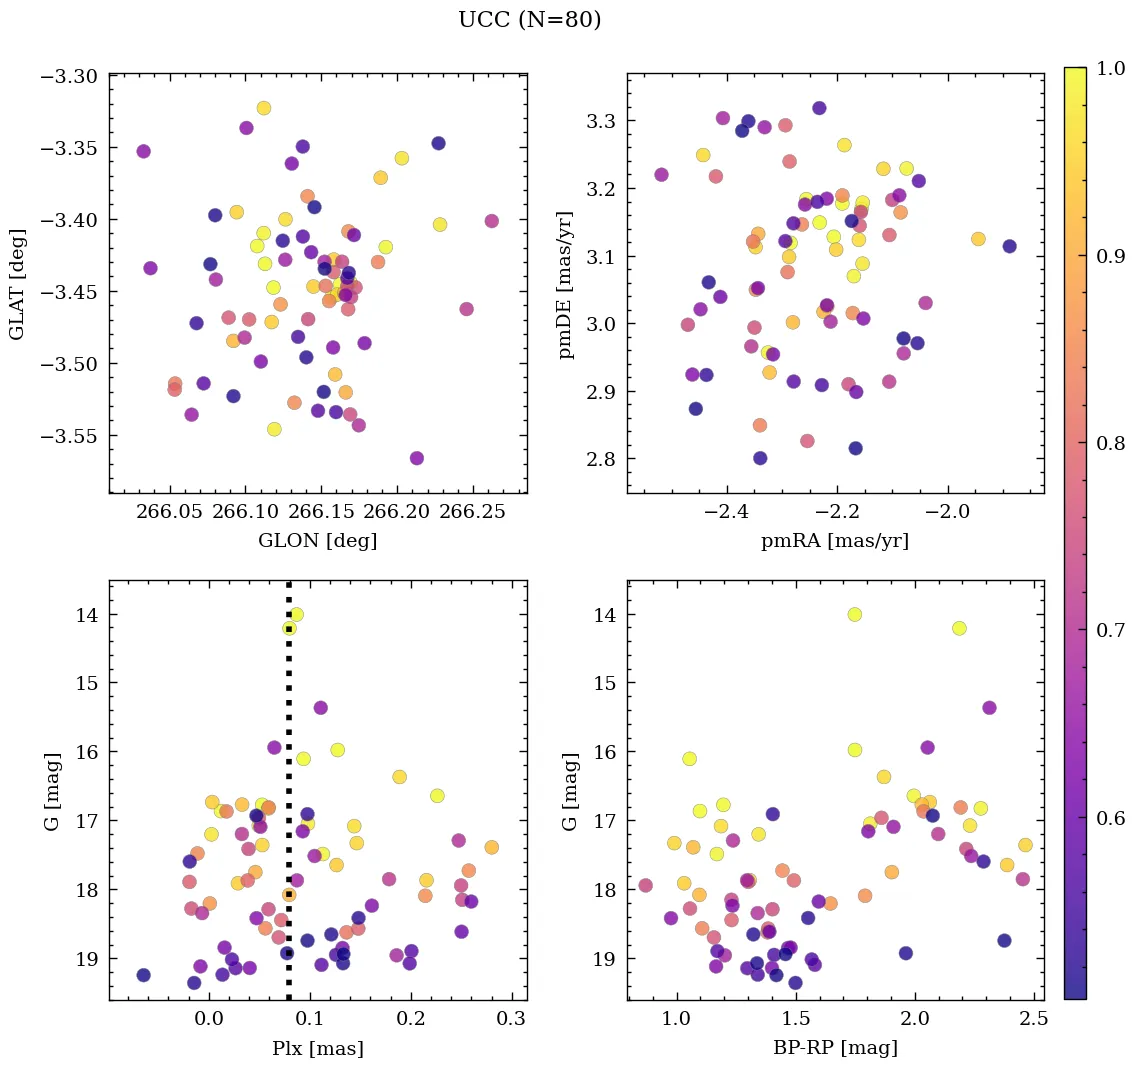 UCC (N=80)
−3.30
−3.35
−3.40
−3.45
−3.50
−3.55
GLAT [deg]
266.05 266.10 266.15 266.20 266.25
GLON [deg]
3.3
3.2
3.1
3.0
2.9
2.8
pmDE [mas/yr]
−2.4 −2.2 −2.0
pmRA [mas/yr]
14
15
16
17
18
19
G [mag]
0.0 0.1 0.2 0.3
Plx [mas]
14
15
16
17
18
19
G [mag]
1.0 1.5 2.0 2.5
BP-RP [mag]
1.0
0.9
0.8
0.7
0.6